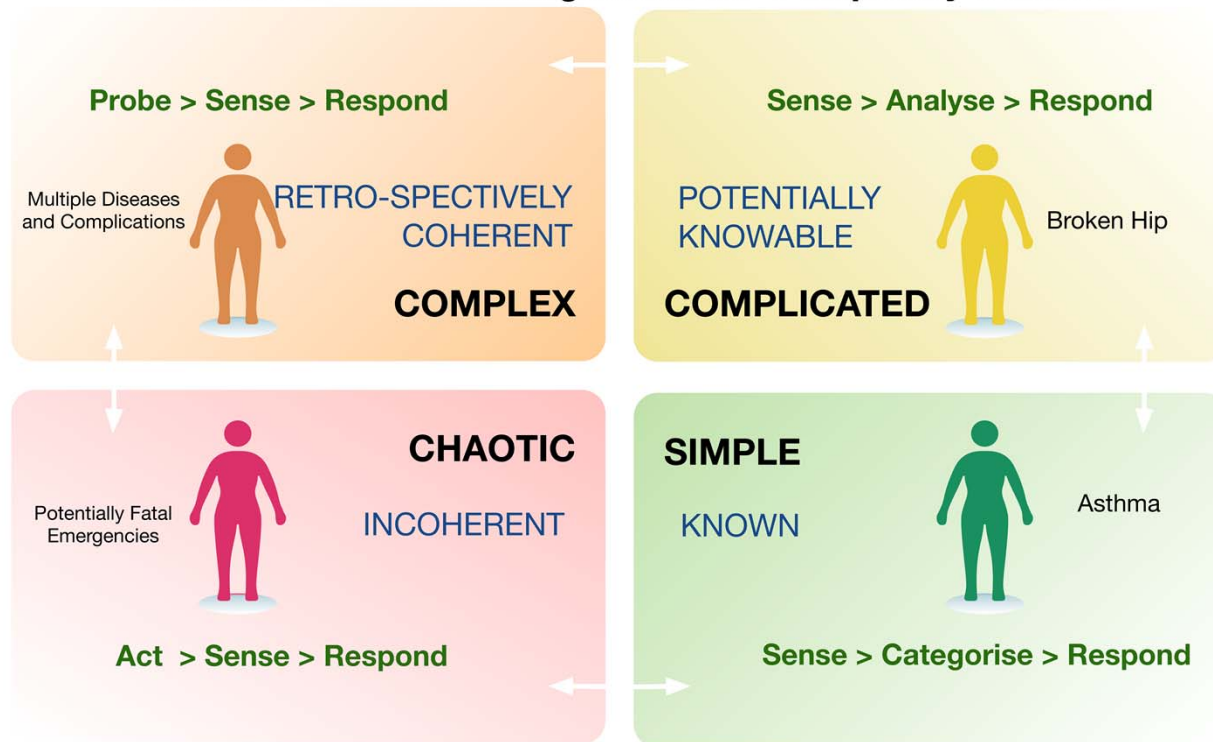 Probe > Sense > Respond
Multiple Diseases
and Complications
RETRO-SPECTIVELY
COHERENT
COMPLEX
Sense > Analyse > Respond
POTENTIALLY
KNOWABLE
Broken Hip
COMPLICATED
CHAOTIC
Potentially Fatal
Emergencies
INCOHERENT
Act > Sense > Respond
SIMPLE
KNOWN
Asthma
Sense > Categorise > Respond